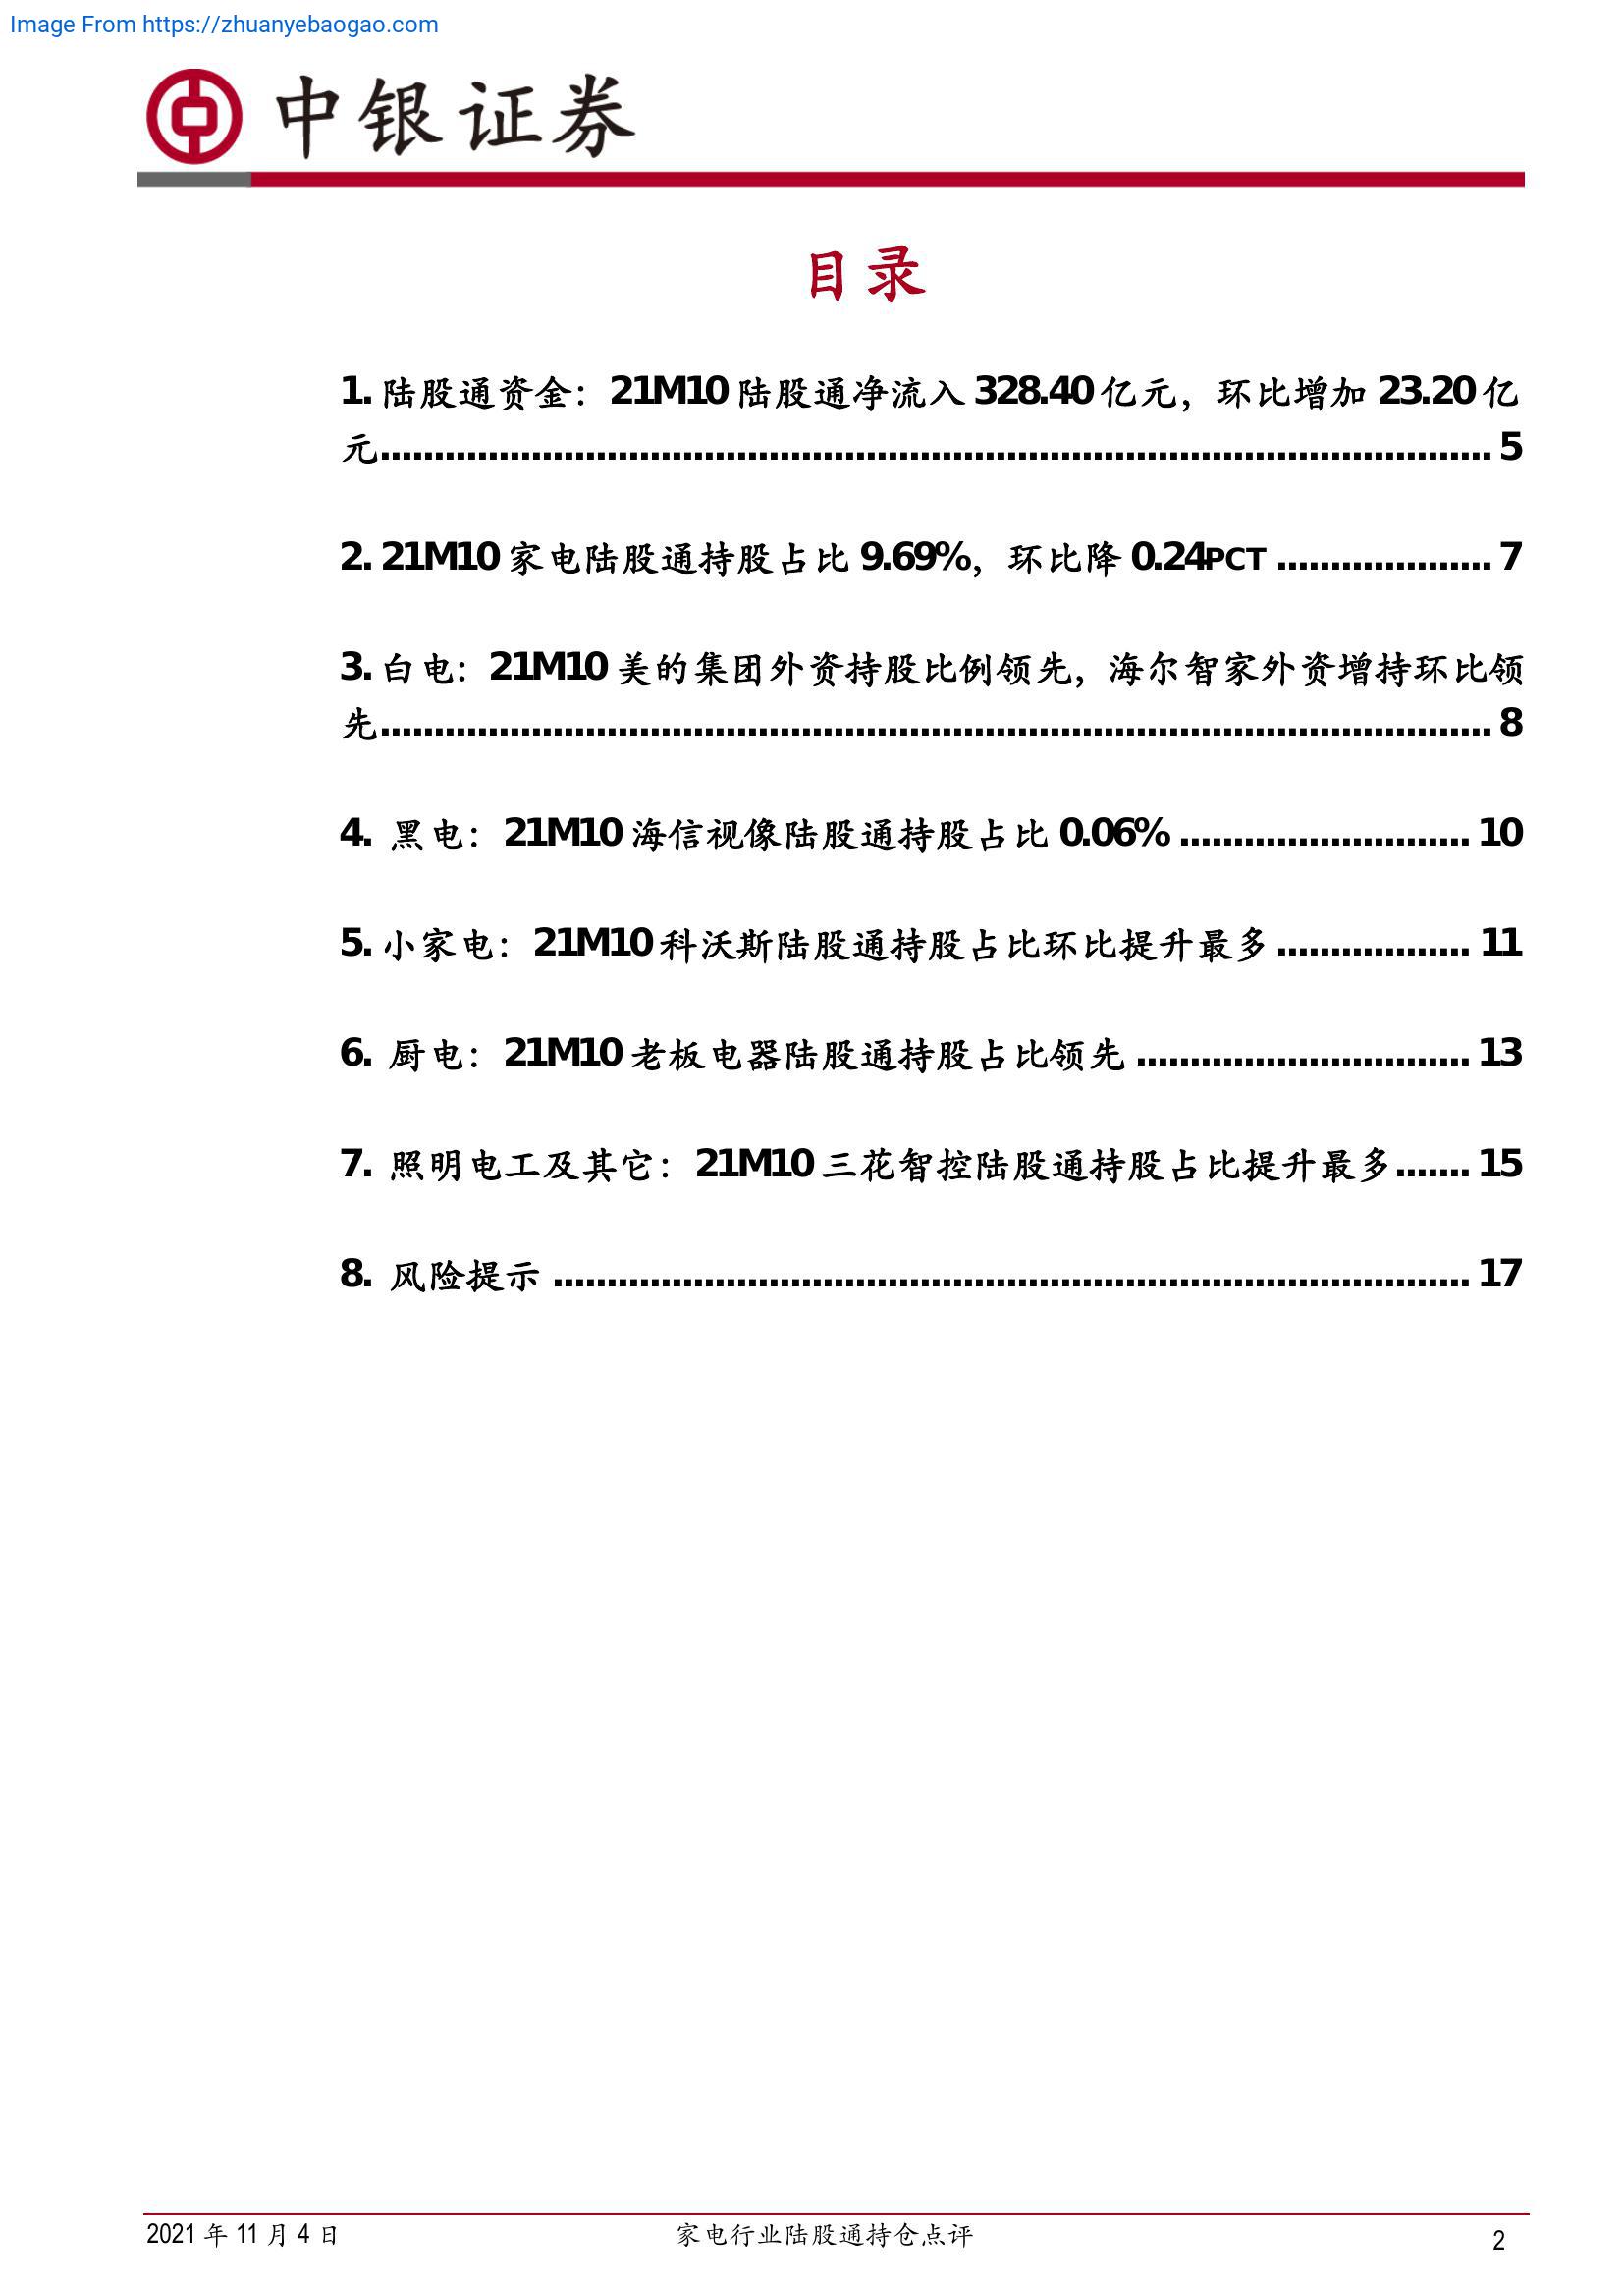 Image From https://zhuanyebaogao.com
中银证券
目录
1. 陆股通资金：21M10 陆股通净流入 328.40 亿元，环比增加 23.20 亿
元........................................................................................................ 5
2. 21M10 家电陆股通持股占比 9.69%，环比降 0.24PCT .................... 7
3. 白电：21M10 美的集团外资持股比例领先，海尔智家外资增持环比领
先........................................................................................................ 8
4. 黑电：21M10 海信视像陆股通持股占比 0.06% ........................... 10
5. 小家电：21M10 科沃斯陆股通持股占比环比提升最多 .................. 11
6. 厨电：21M10 老板电器陆股通持股占比领先 ............................... 13
7. 照明电工及其它：21M10 三花智控陆股通持股占比提升最多....... 15
8. 风险提示 ..................................................................................... 17
2021 年 11 月 4 日
家电行业陆股通持仓点评
2